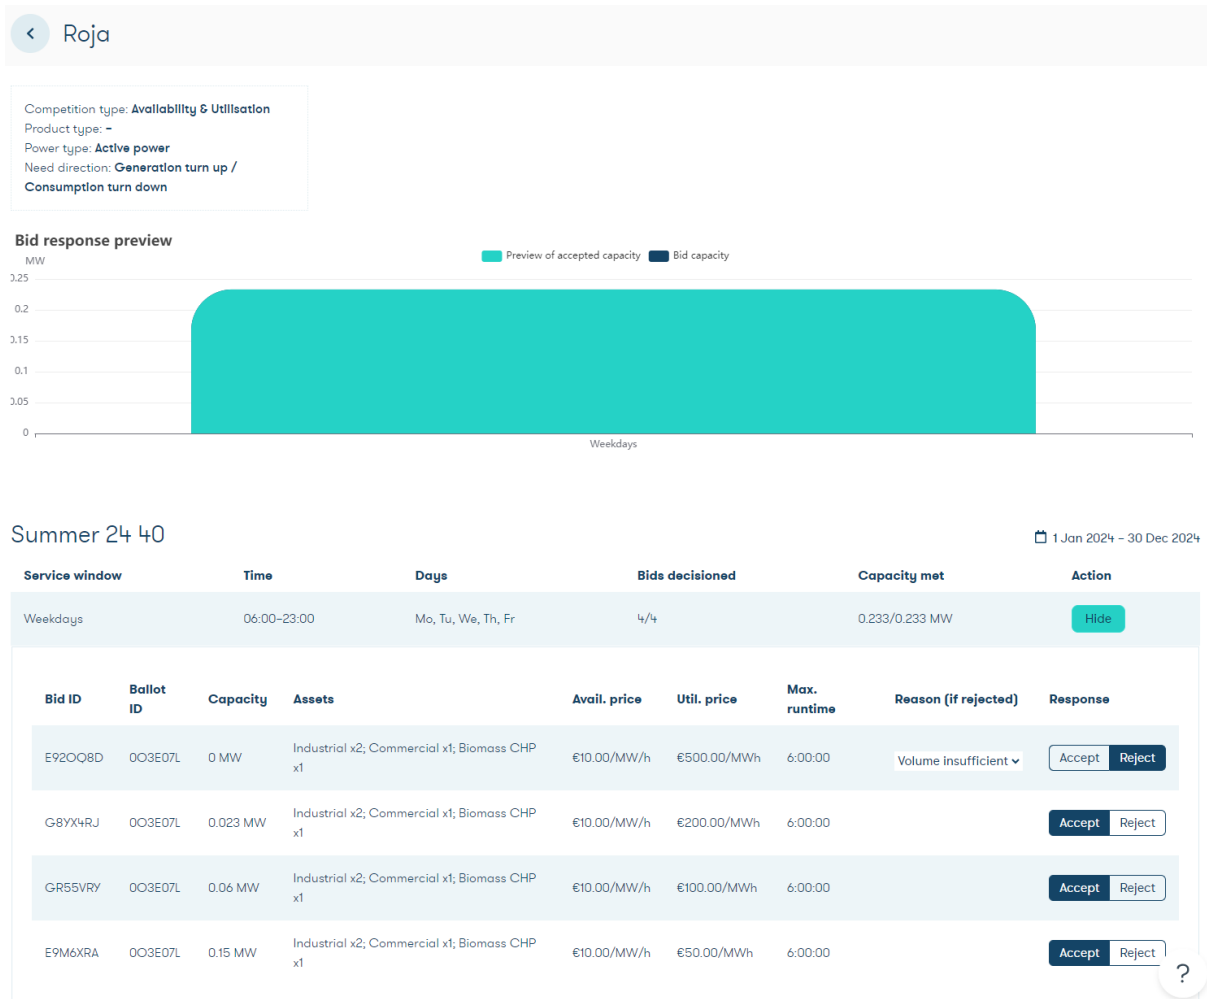 Roja
Competition type: Availability & Utilisation
Product type: –
Power type: Active power
Need direction: Generation turn up /
Consumption turn down
Bid response preview
MW
Preview of accepted capacity
Bid capacity
0.25
0.2
0.15
0.1
0.05
0
Weekdays
Summer 24 40
1 Jan 2024 – 30 Dec 2024
Service window Time Days Bids decisioned Capacity met Action
Weekdays 06:00–23:00 Mo, Tu, We, Th, Fr 4/4 0.233/0.233 MW Hide
Bid ID Ballot ID Capacity Assets Avail. price Util. price Max. runtime Reason (if rejected) Response
E92OQ8D 0O3E07L 0 MW Industrial x2; Commercial x1; Biomass CHP x1 €10.00/MW/h €500.00/MWh 6:00:00 Volume insufficient Accept Reject
G8YX4RJ 0O3E07L 0.023 MW Industrial x2; Commercial x1; Biomass CHP x1 €10.00/MW/h €200.00/MWh 6:00:00 Accept Reject
GR55VRY 0O3E07L 0.06 MW Industrial x2; Commercial x1; Biomass CHP x1 €10.00/MW/h €100.00/MWh 6:00:00 Accept Reject
E9M6XRA 0O3E07L 0.15 MW Industrial x2; Commercial x1; Biomass CHP x1 €10.00/MW/h €50.00/MWh 6:00:00 Accept Reject
?